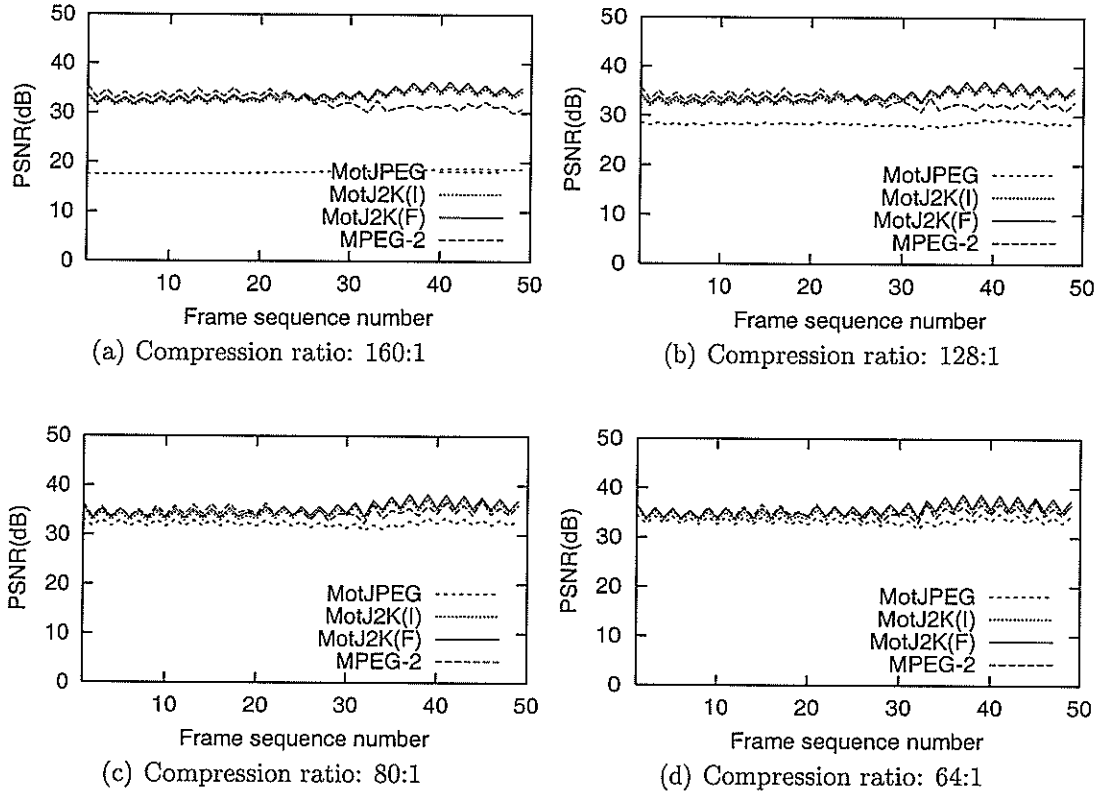 50
40
30
20
10
0
PSNR(dB)
MotJPEG
MotJ2K(I)
MotJ2K(F)
MPEG-2
10 20 30 40 50
Frame sequence number
(a) Compression ratio: 160:1
50
40
30
20
10
0
PSNR(dB)
MotJPEG
MotJ2K(I)
MotJ2K(F)
MPEG-2
10 20 30 40 50
Frame sequence number
(b) Compression ratio: 128:1
50
40
30
20
10
0
PSNR(dB)
MotJPEG
MotJ2K(I)
MotJ2K(F)
MPEG-2
10 20 30 40 50
Frame sequence number
(c) Compression ratio: 80:1
50
40
30
20
10
0
PSNR(dB)
MotJPEG
MotJ2K(I)
MotJ2K(F)
MPEG-2
10 20 30 40 50
Frame sequence number
(d) Compression ratio: 64:1